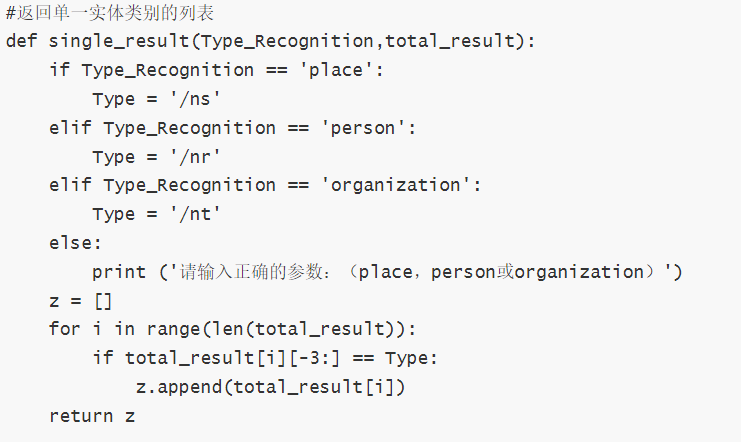 #返回单一实体类别的列表
def single_result(Type_Recognition,total_result):
    if Type_Recognition == 'place':
        Type = '/ns'
    elif Type_Recognition == 'person':
        Type = '/nr'
    elif Type_Recognition == 'organization':
        Type = '/nt'
    else:
        print ('请输入正确的参数：（place，person或organization）')
    z = []
    for i in range(len(total_result)):
        if total_result[i][-3:] == Type:
            z.append(total_result[i])
    return z